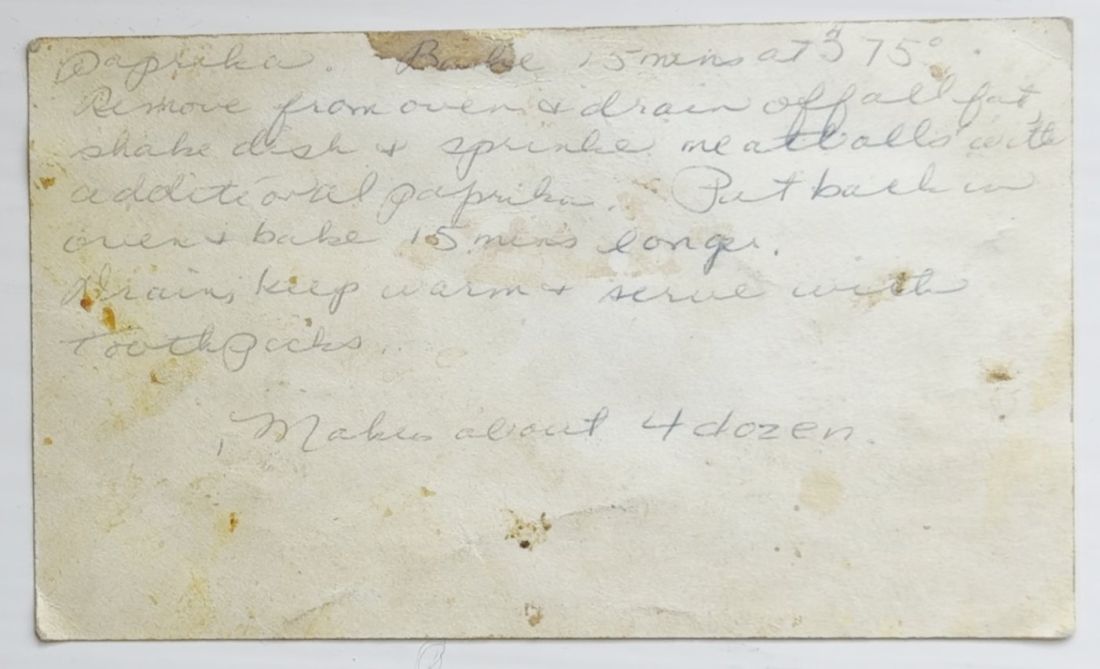 Paprika. Bake 15 mins at 375°.
Remove from oven & drain off all fat,
shake dish & sprinke meatballs with
additional paprika. Put back in
oven & bake 15 mins longer.
Drain, keep warm & serve with
toothpicks.
Makes about 4 dozen.